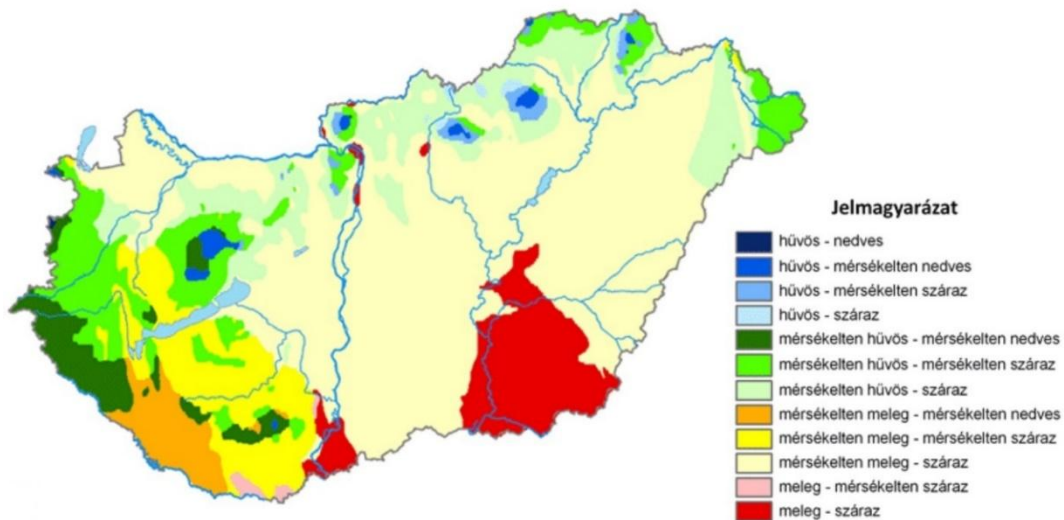 Jelmagyarázat
hűvös - nedves
hűvös - mérsékelten nedves
hűvös - mérsékelten száraz
hűvös - száraz
mérsékelten hűvös - mérsékelten nedves
mérsékelten hűvös - mérsékelten száraz
mérsékelten hűvös - száraz
mérsékelten meleg - mérsékelten nedves
mérsékelten meleg - mérsékelten száraz
mérsékelten meleg - száraz
meleg - mérsékelten száraz
meleg - száraz